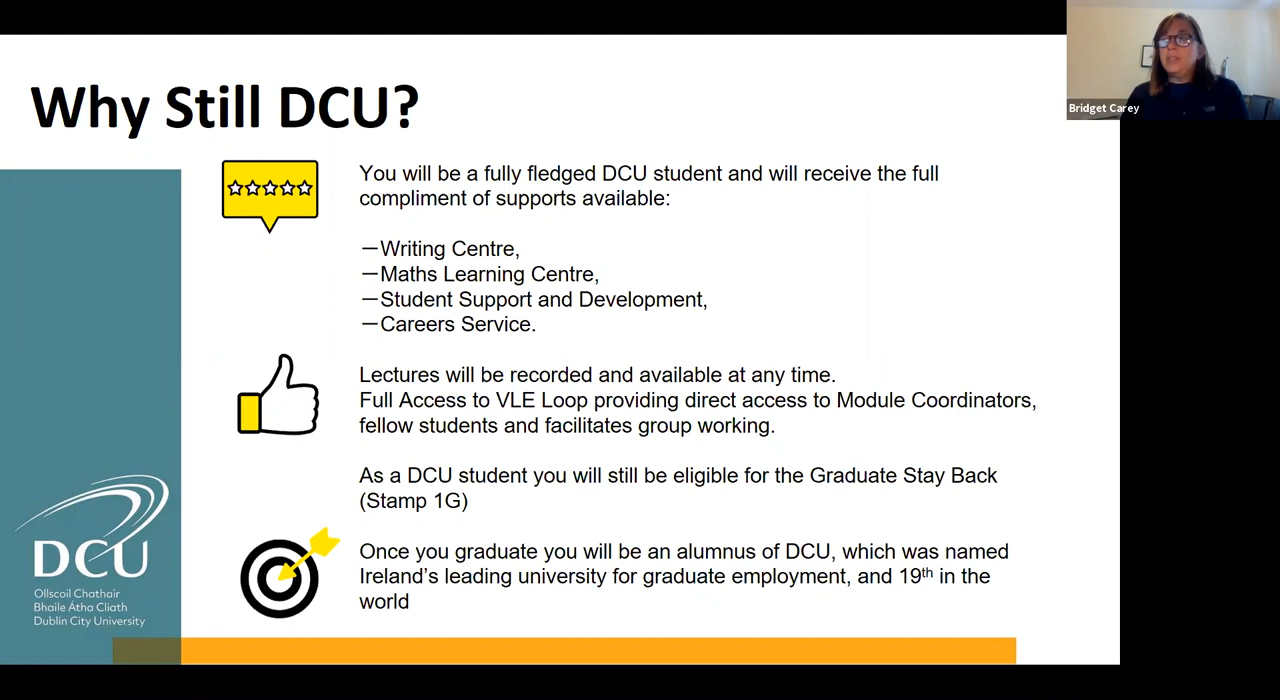 Why Still DCU?
Bridget Carey
You will be a fully fledged DCU student and will receive the full
compliment of supports available:
—Writing Centre,
—Maths Learning Centre,
—Student Support and Development,
—Careers Service.
Lectures will be recorded and available at any time.
Full Access to VLE Loop providing direct access to Module Coordinators,
fellow students and facilitates group working.
As a DCU student you will still be eligible for the Graduate Stay Back
(Stamp 1G)
Once you graduate you will be an alumnus of DCU, which was named
Ireland’s leading university for graduate employment, and 19th in the
world
DCU
Ollscoil Chathair
Bhaile Átha Cliath
Dublin City University